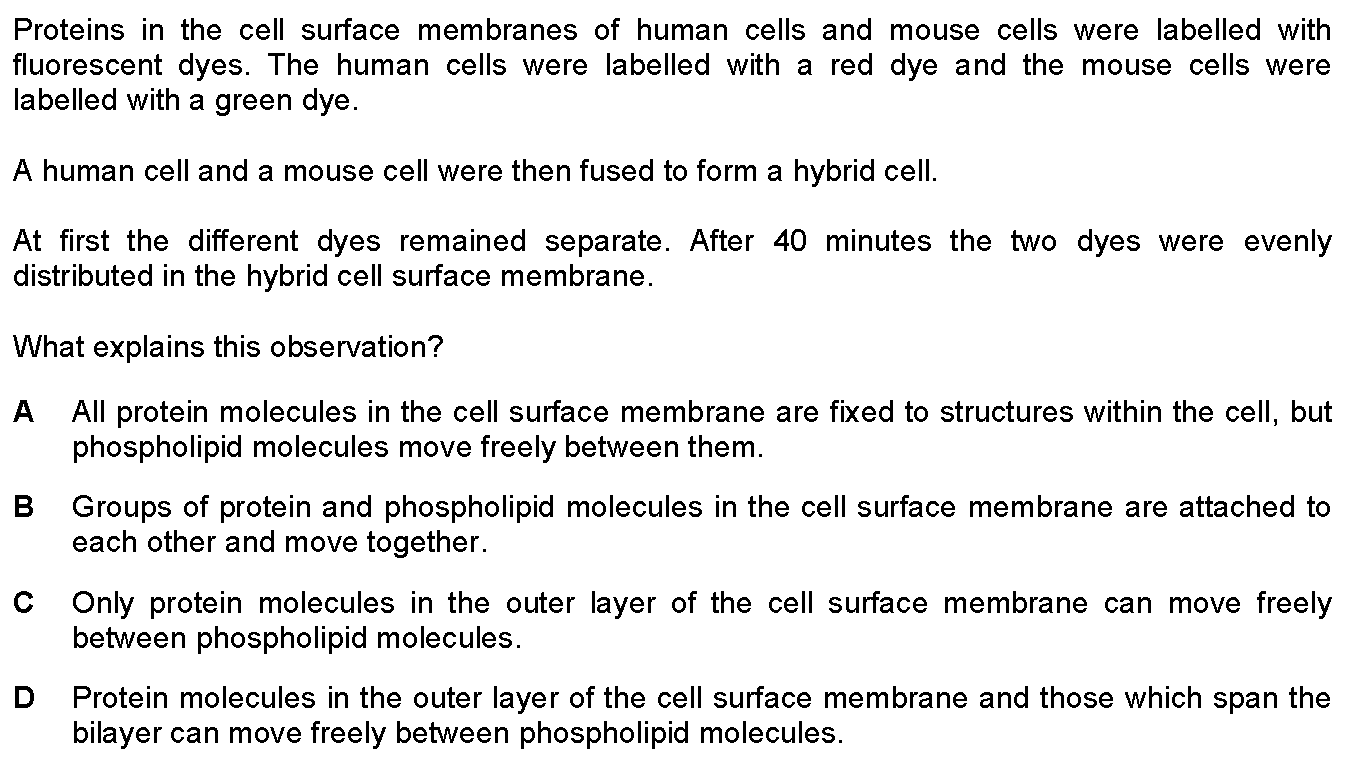 Proteins in the cell surface membranes of human cells and mouse cells were labelled with
fluorescent dyes. The human cells were labelled with a red dye and the mouse cells were
labelled with a green dye.
A human cell and a mouse cell were then fused to form a hybrid cell.
At first the different dyes remained separate. After 40 minutes the two dyes were evenly
distributed in the hybrid cell surface membrane.
What explains this observation?
A All protein molecules in the cell surface membrane are fixed to structures within the cell, but
phospholipid molecules move freely between them.
B Groups of protein and phospholipid molecules in the cell surface membrane are attached to
each other and move together.
C Only protein molecules in the outer layer of the cell surface membrane can move freely
between phospholipid molecules.
D Protein molecules in the outer layer of the cell surface membrane and those which span the
bilayer can move freely between phospholipid molecules.